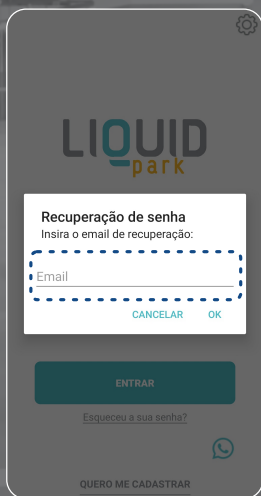 LIQUID
park
Recuperação de senha
Insira o email de recuperação:
Email
CANCELAR OK
ENTRAR
Esqueceu a sua senha?
QUERO ME CADASTRAR